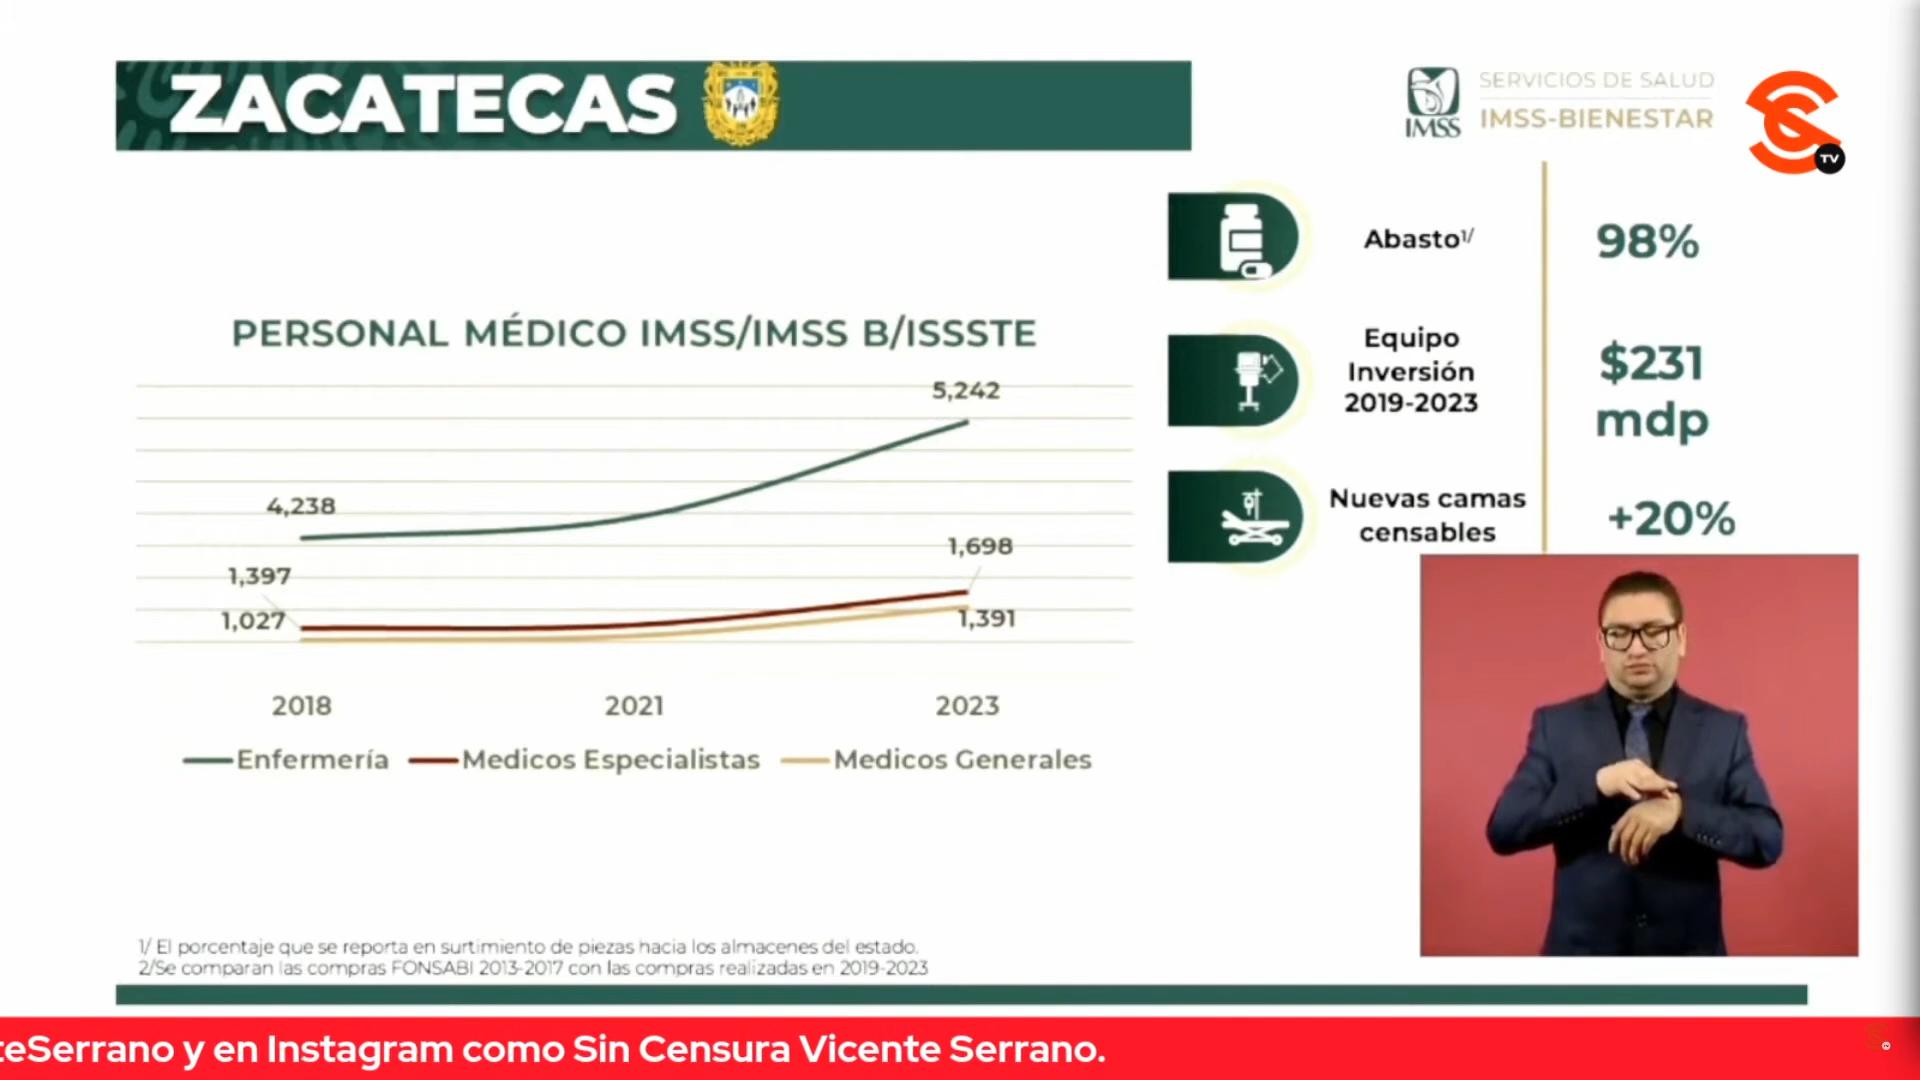 ZACATECAS
IMSS
SERVICIOS DE SALUD
IMSS-BIENESTAR
TV
Abasto1/
98%
Equipo
Inversión
2019-2023
$231
mdp
Nuevas camas
censables
+20%
PERSONAL MÉDICO IMSS/IMSS B/ISSSTE
5,242
4,238
1,698
1,397
1,027
1,391
2018
2021
2023
Enfermería
Medicos Especialistas
Medicos Generales
1/ El porcentaje que se reporta en surtimiento de piezas hacia los almacenes del estado.
2/Se comparan las compras FONSABI 2013-2017 con las compras realizadas en 2019-2023
teSerrano y en Instagram como Sin Censura Vicente Serrano.